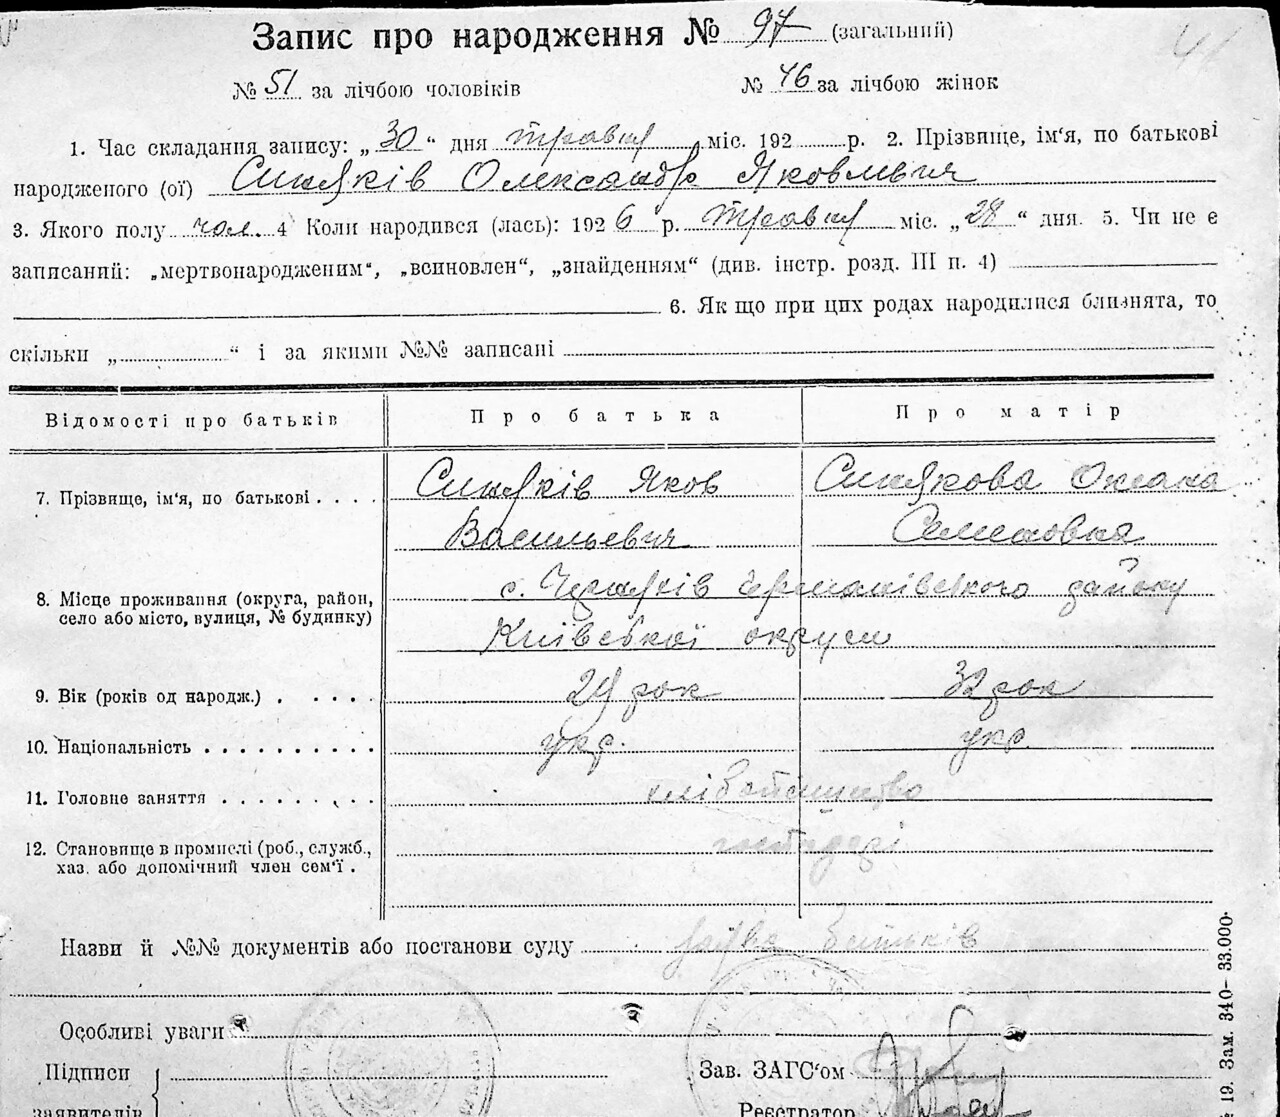 Запис про народження № 97 (загальний)
№ 51 за лічбою чоловіків № 46 за лічбою жінок
1. Час складання запису: „30“ дня травня міс. 192 р. 2. Прізвище, ім‘я, по батькові
народженого (ої) Синяків Олександр Яковлевич
3. Якого полу чол. 4 Коли народився (лась): 1926 р. травня міс. „28“ дня. 5. Чи не є
записаний: „мертвонародженим“, „всиновлен“, „знайденням“ (див. інстр. розд. III п. 4)
6. Як що при цих родах народилися близнята, то
скільки „ “ і за якими №№ записані
Відомості про батьків Про батька Про матір
7. Прізвище, ім‘я, по батькові . . . . Синяків Яков Синякова Оксана
Васильевич Семеновна
8. Місце проживання (округа, район, с. Черняхів Германівського району
село або місто, вулиця, № будинку) Київської округи
9. Вік (років од народж.) . . . . . 29 рок 32 рок
10. Національність . . . . . . . . . . укр. укр.
11. Головне заняття . . . . . . . . . хлібопашество
12. Становище в промислі (роб., служб.,
хаз. або допомічний член сем‘ї .
Назви й №№ документів або постанови суду заява батьків
Особливі уваги
Підписи Зав. ЗАГС‘ом
заявителів Реєстратор
19. Зам. 340– 33.000·